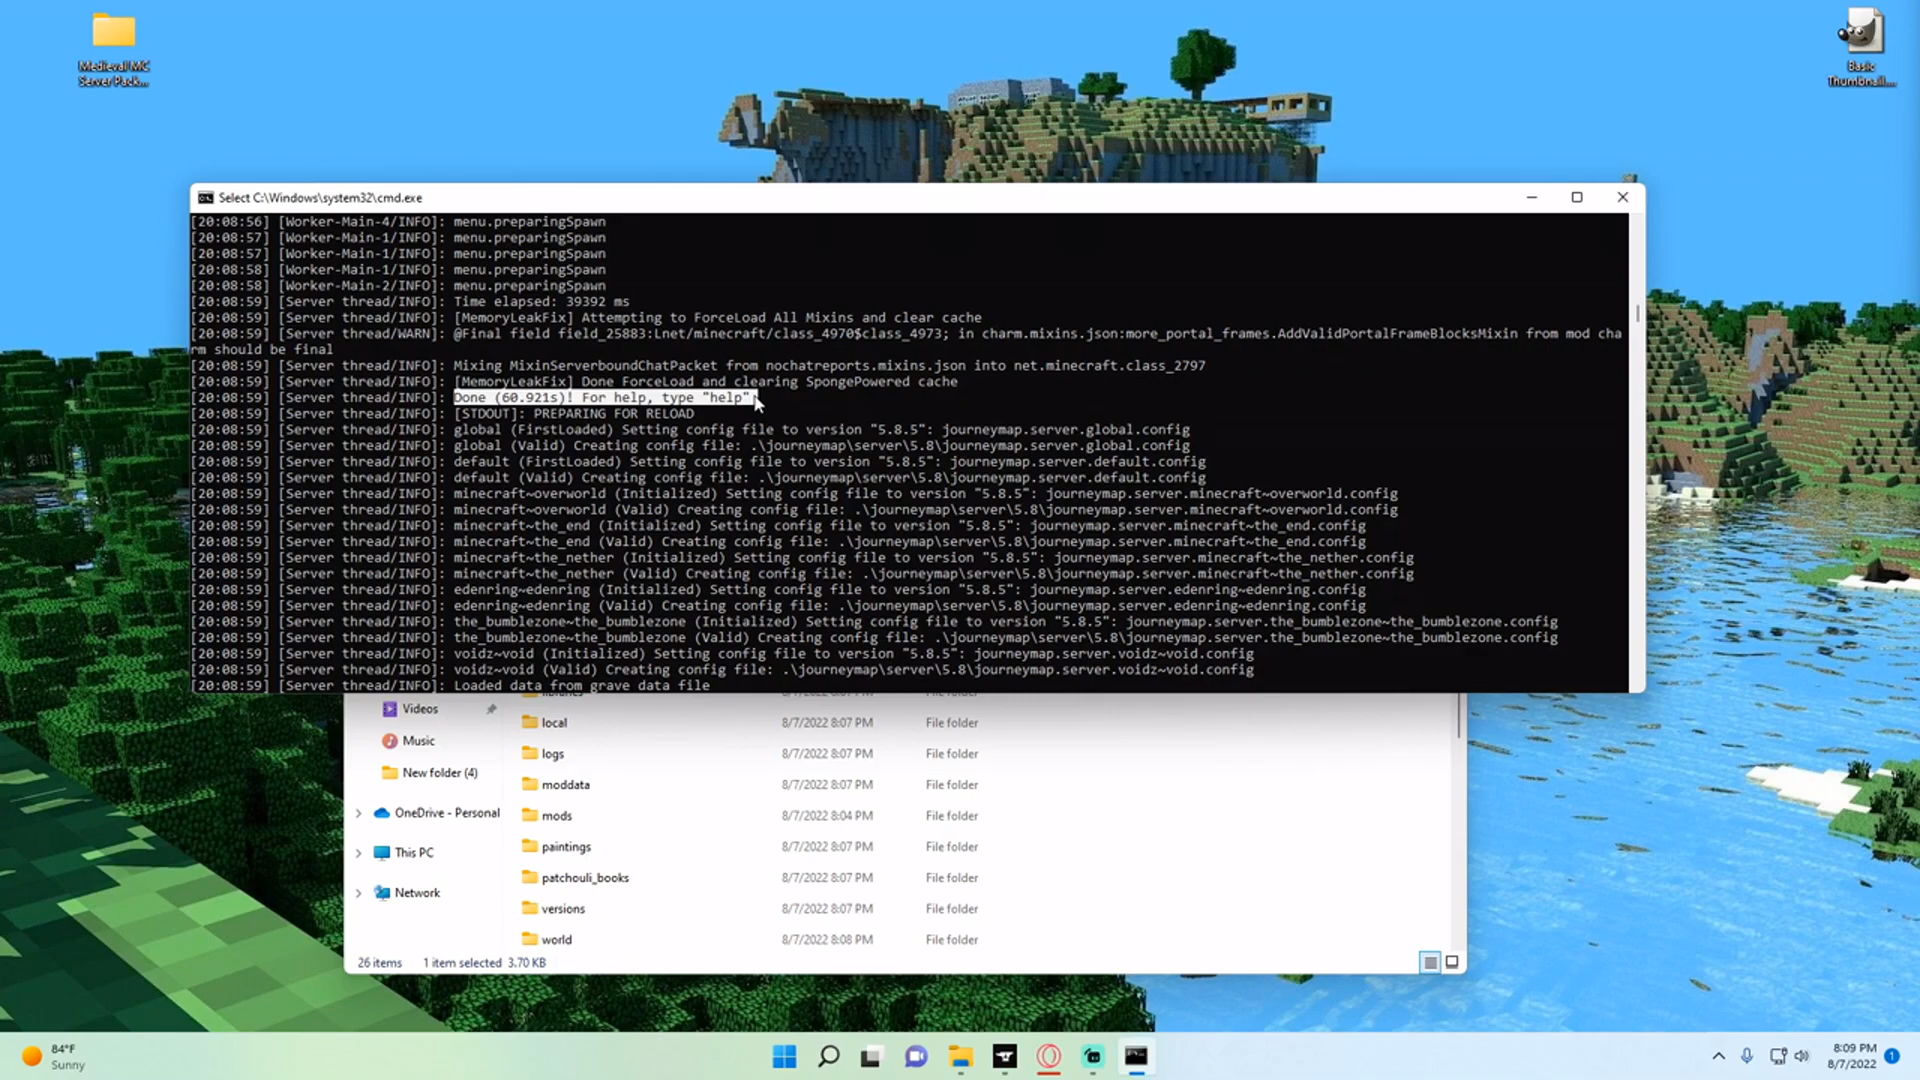 Medieval MC
Server Pack...
Basic
Thumbnail....
Select C:\Windows\system32\cmd.exe
[20:08:56] [Worker-Main-4/INFO]: menu.preparingSpawn
[20:08:57] [Worker-Main-1/INFO]: menu.preparingSpawn
[20:08:57] [Worker-Main-1/INFO]: menu.preparingSpawn
[20:08:58] [Worker-Main-1/INFO]: menu.preparingSpawn
[20:08:58] [Worker-Main-2/INFO]: menu.preparingSpawn
[20:08:59] [Server thread/INFO]: Time elapsed: 39392 ms
[20:08:59] [Server thread/INFO]: [MemoryLeakFix] Attempting to ForceLoad All Mixins and clear cache
[20:08:59] [Server thread/WARN]: @Final field field_25883:Lnet/minecraft/class_4970$class_4973; in charm.mixins.json:more_portal_frames.AddValidPortalFrameBlocksMixin from mod cha
rm should be final
[20:08:59] [Server thread/INFO]: Mixing MixinServerboundChatPacket from nochatreports.mixins.json into net.minecraft.class_2797
[20:08:59] [Server thread/INFO]: [MemoryLeakFix] Done ForceLoad and clearing SpongePowered cache
[20:08:59] [Server thread/INFO]: Done (60.921s)! For help, type "help"
[20:08:59] [Server thread/INFO]: [STDOUT]: PREPARING FOR RELOAD
[20:08:59] [Server thread/INFO]: global (FirstLoaded) Setting config file to version "5.8.5": journeymap.server.global.config
[20:08:59] [Server thread/INFO]: global (Valid) Creating config file: .\journeymap\server\5.8\journeymap.server.global.config
[20:08:59] [Server thread/INFO]: default (FirstLoaded) Setting config file to version "5.8.5": journeymap.server.default.config
[20:08:59] [Server thread/INFO]: default (Valid) Creating config file: .\journeymap\server\5.8\journeymap.server.default.config
[20:08:59] [Server thread/INFO]: minecraft~overworld (Initialized) Setting config file to version "5.8.5": journeymap.server.minecraft~overworld.config
[20:08:59] [Server thread/INFO]: minecraft~overworld (Valid) Creating config file: .\journeymap\server\5.8\journeymap.server.minecraft~overworld.config
[20:08:59] [Server thread/INFO]: minecraft~the_end (Initialized) Setting config file to version "5.8.5": journeymap.server.minecraft~the_end.config
[20:08:59] [Server thread/INFO]: minecraft~the_end (Valid) Creating config file: .\journeymap\server\5.8\journeymap.server.minecraft~the_end.config
[20:08:59] [Server thread/INFO]: minecraft~the_nether (Initialized) Setting config file to version "5.8.5": journeymap.server.minecraft~the_nether.config
[20:08:59] [Server thread/INFO]: minecraft~the_nether (Valid) Creating config file: .\journeymap\server\5.8\journeymap.server.minecraft~the_nether.config
[20:08:59] [Server thread/INFO]: edenring~edenring (Initialized) Setting config file to version "5.8.5": journeymap.server.edenring~edenring.config
[20:08:59] [Server thread/INFO]: edenring~edenring (Valid) Creating config file: .\journeymap\server\5.8\journeymap.server.edenring~edenring.config
[20:08:59] [Server thread/INFO]: the_bumblezone~the_bumblezone (Initialized) Setting config file to version "5.8.5": journeymap.server.the_bumblezone~the_bumblezone.config
[20:08:59] [Server thread/INFO]: the_bumblezone~the_bumblezone (Valid) Creating config file: .\journeymap\server\5.8\journeymap.server.the_bumblezone~the_bumblezone.config
[20:08:59] [Server thread/INFO]: voidz~void (Initialized) Setting config file to version "5.8.5": journeymap.server.voidz~void.config
[20:08:59] [Server thread/INFO]: voidz~void (Valid) Creating config file: .\journeymap\server\5.8\journeymap.server.voidz~void.config
[20:08:59] [Server thread/INFO]: Loaded data from grave data file
Videos
Music
New folder (4)
OneDrive - Personal
This PC
Network
local 8/7/2022 8:07 PM File folder
logs 8/7/2022 8:07 PM File folder
moddata 8/7/2022 8:07 PM File folder
mods 8/7/2022 8:04 PM File folder
paintings 8/7/2022 8:07 PM File folder
patchouli_books 8/7/2022 8:07 PM File folder
versions 8/7/2022 8:07 PM File folder
world 8/7/2022 8:08 PM File folder
26 items 1 item selected 3.70 KB
84°F
Sunny
8:09 PM
8/7/2022
1